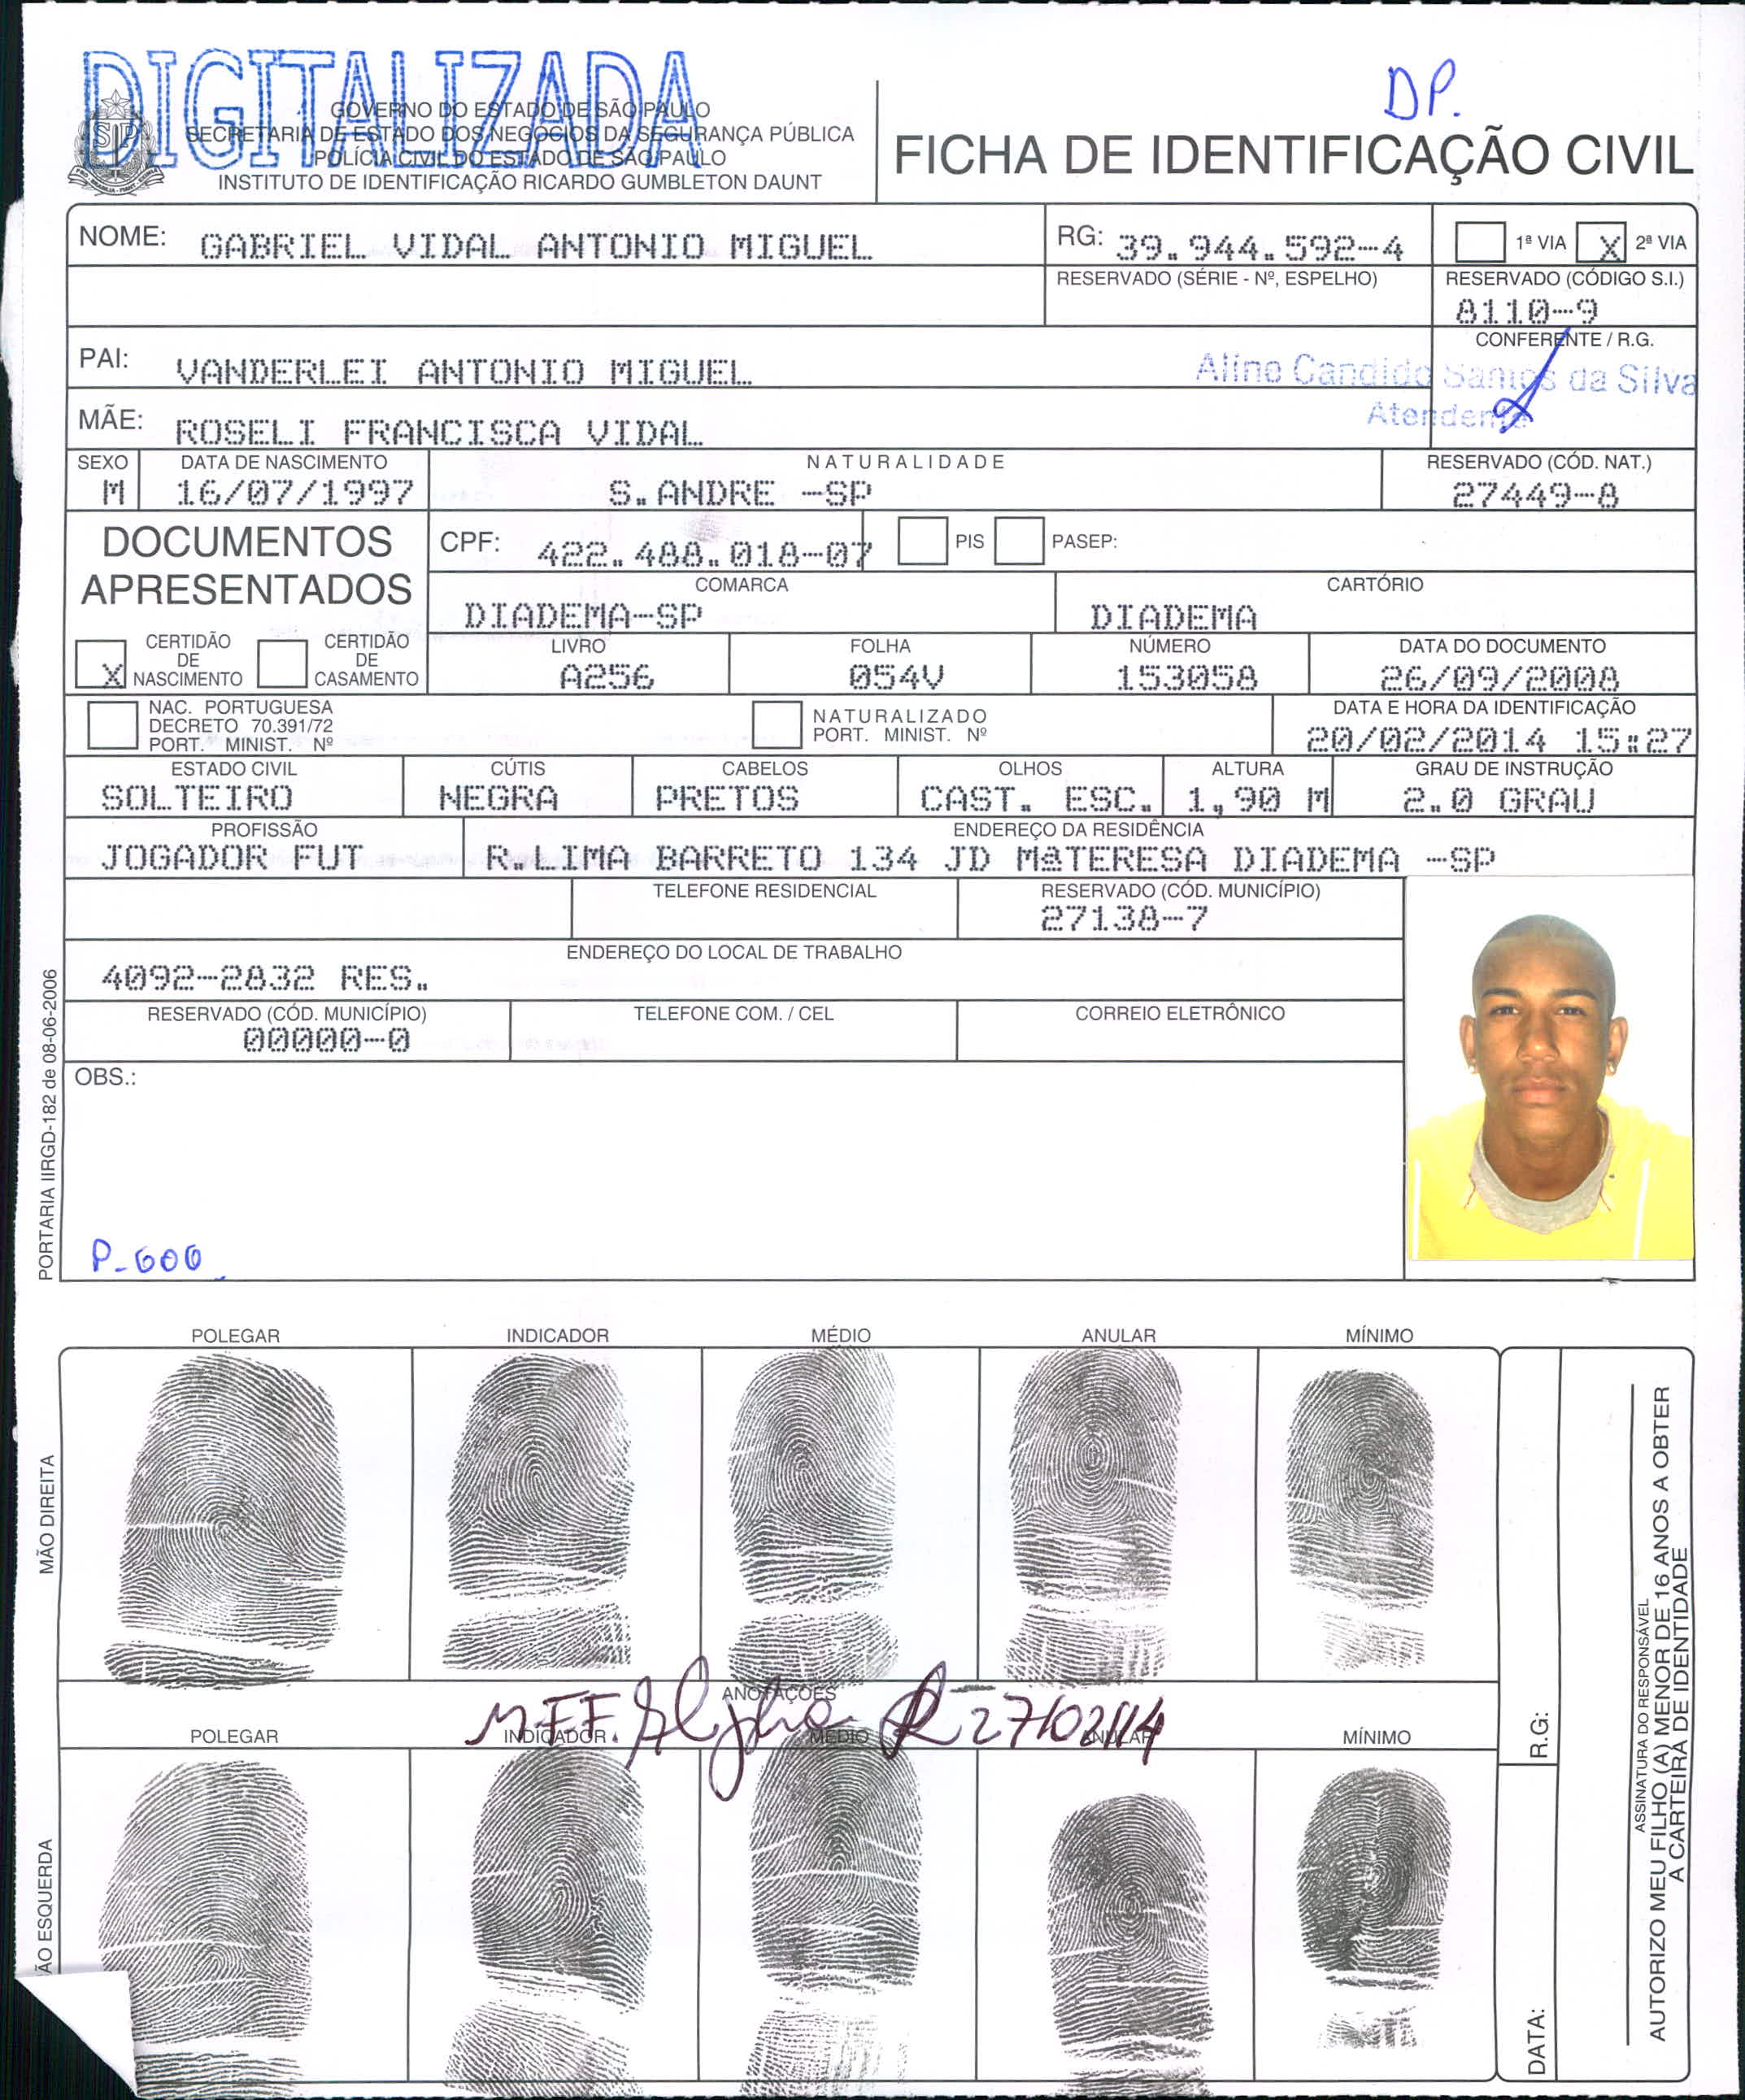 DIGITALIZADA
DP.
GOVERNO DO ESTADO DE SÃO PAULO
SECRETARIA DE ESTADO DOS NEGÓCIOS DA SEGURANÇA PÚBLICA
POLÍCIA CIVIL DO ESTADO DE SÃO PAULO
INSTITUTO DE IDENTIFICAÇÃO RICARDO GUMBLETON DAUNT
FICHA DE IDENTIFICAÇÃO CIVIL
NOME: GABRIEL VIDAL ANTONIO MIGUEL RG: 39.944.592-4 1ª VIA X 2ª VIA
RESERVADO (SÉRIE - Nº, ESPELHO) RESERVADO (CÓDIGO S.I.)
8110-9
CONFERENTE / R.G.
PAI: VANDERLEI ANTONIO MIGUEL Aline Candido Santos da Silva
Atendente
MÃE: ROSELI FRANCISCA VIDAL
SEXO DATA DE NASCIMENTO NATURALIDADE RESERVADO (CÓD. NAT.)
M 16/07/1997 S.ANDRE -SP 27449-8
DOCUMENTOS
APRESENTADOS
CPF: 422.488.018-07 PIS PASEP:
COMARCA CARTÓRIO
DIADEMA-SP DIADEMA
X CERTIDÃO DE NASCIMENTO CERTIDÃO DE CASAMENTO
LIVRO FOLHA NÚMERO DATA DO DOCUMENTO
A256 054V 153058 26/09/2008
NAC. PORTUGUESA
DECRETO 70.391/72
PORT. MINIST. Nº
NATURALIZADO
PORT. MINIST. Nº
DATA E HORA DA IDENTIFICAÇÃO
20/02/2014 15:27
ESTADO CIVIL CÚTIS CABELOS OLHOS ALTURA GRAU DE INSTRUÇÃO
SOLTEIRO NEGRA PRETOS CAST. ESC. 1,90 M 2.0 GRAU
PROFISSÃO ENDEREÇO DA RESIDÊNCIA
JOGADOR FUT R.LIMA BARRETO 134 JD MªTERESA DIADEMA -SP
TELEFONE RESIDENCIAL RESERVADO (CÓD. MUNICÍPIO)
27138-7
ENDEREÇO DO LOCAL DE TRABALHO
4092-2832 RES.
RESERVADO (CÓD. MUNICÍPIO) TELEFONE COM. / CEL CORREIO ELETRÔNICO
00000-0
OBS.:
PORTARIA IIRGD-182 de 08-06-2006
POLEGAR INDICADOR MÉDIO ANULAR MÍNIMO
MÃO DIREITA
ANOTAÇÕES
27/02/14
POLEGAR INDICADOR MÉDIO ANULAR MÍNIMO
ÃO ESQUERDA
R.G:
DATA:
ASSINATURA DO RESPONSÁVEL
AUTORIZO MEU FILHO (A) MENOR DE 16 ANOS A OBTER
A CARTEIRA DE IDENTIDADE